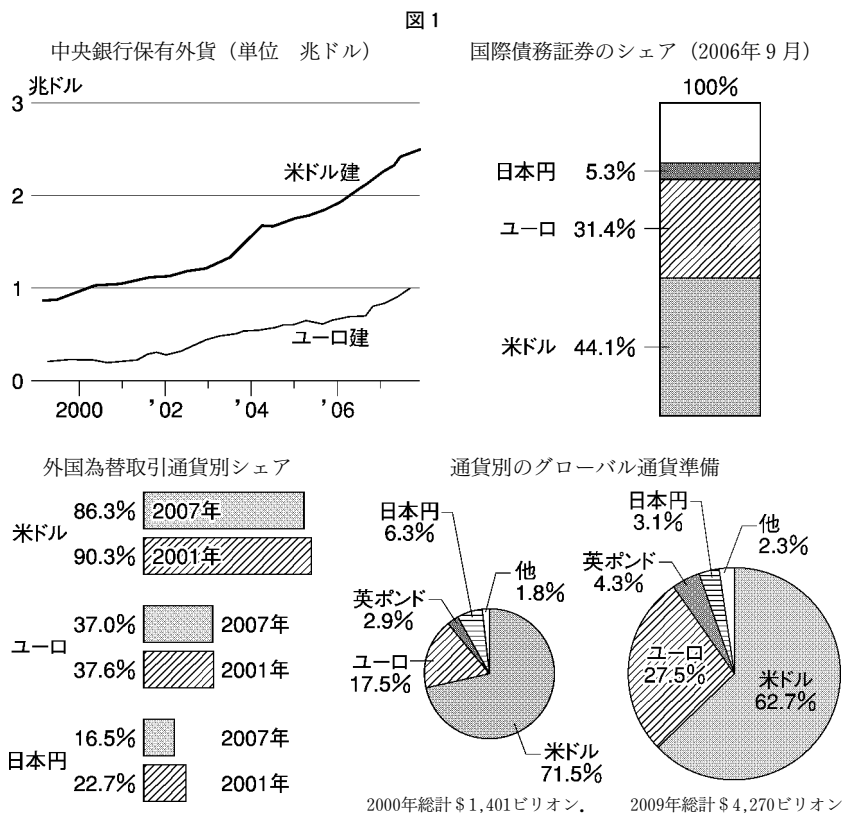 図1
中央銀行保有外貨（単位　兆ドル）
兆ドル
3
2
1
0
米ドル建
ユーロ建
2000
’02
’04
’06
国際債務証券のシェア（2006年9月）
100%
日本円 5.3%
ユーロ 31.4%
米ドル 44.1%
外国為替取引通貨別シェア
米ドル
86.3% 2007年
90.3% 2001年
ユーロ
37.0% 2007年
37.6% 2001年
日本円
16.5% 2007年
22.7% 2001年
通貨別のグローバル通貨準備
日本円
6.3%
他
1.8%
英ポンド
2.9%
ユーロ
17.5%
米ドル
71.5%
2000年総計＄1,401ビリオン.
日本円
3.1%
他
2.3%
英ポンド
4.3%
ユーロ
27.5%
米ドル
62.7%
2009年総計＄4,270ビリオン